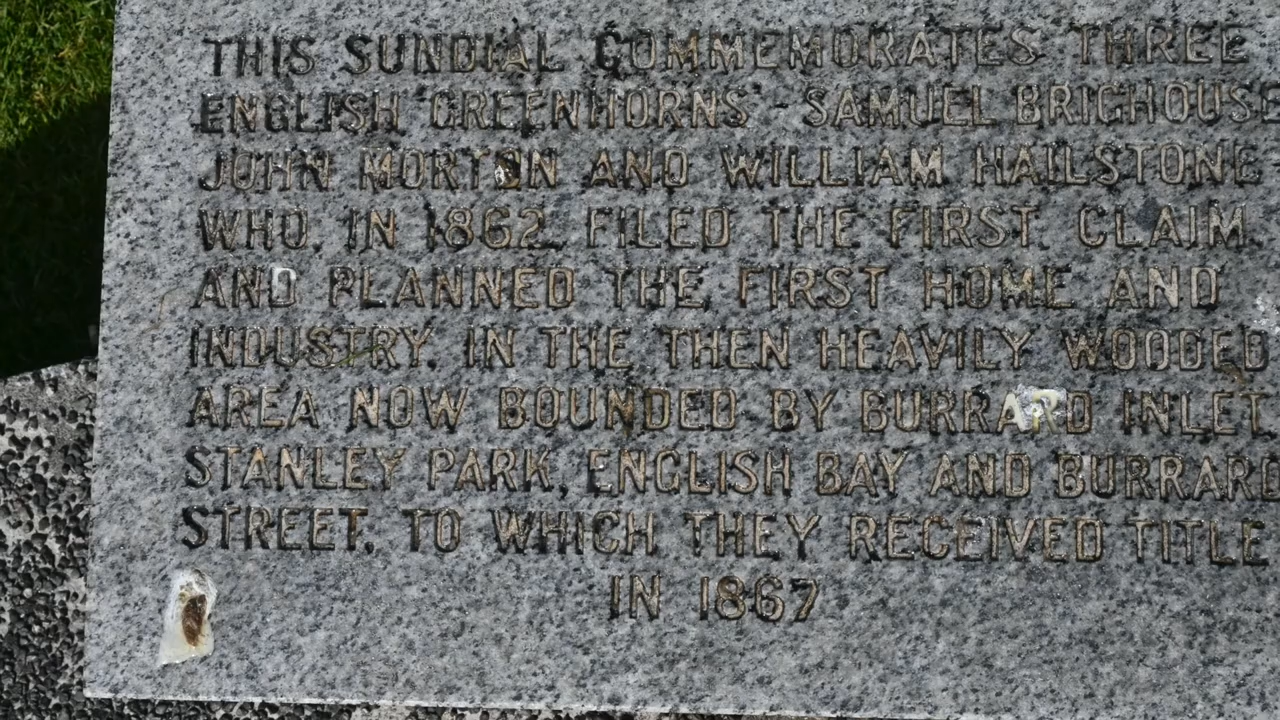 THIS SUNDIAL COMMEMORATES THREE
ENGLISH GREENHORNS SAMUEL BRIGHOUSE
JOHN MORTON AND WILLIAM HAILSTONE
WHO, IN 1862, FILED THE FIRST CLAIM
AND PLANNED THE FIRST HOME AND
INDUSTRY, IN THE THEN HEAVILY WOODED
AREA NOW BOUNDED BY BURRARD INLET,
STANLEY PARK, ENGLISH BAY AND BURRARD
STREET, TO WHICH THEY RECEIVED TITLE
IN 1867